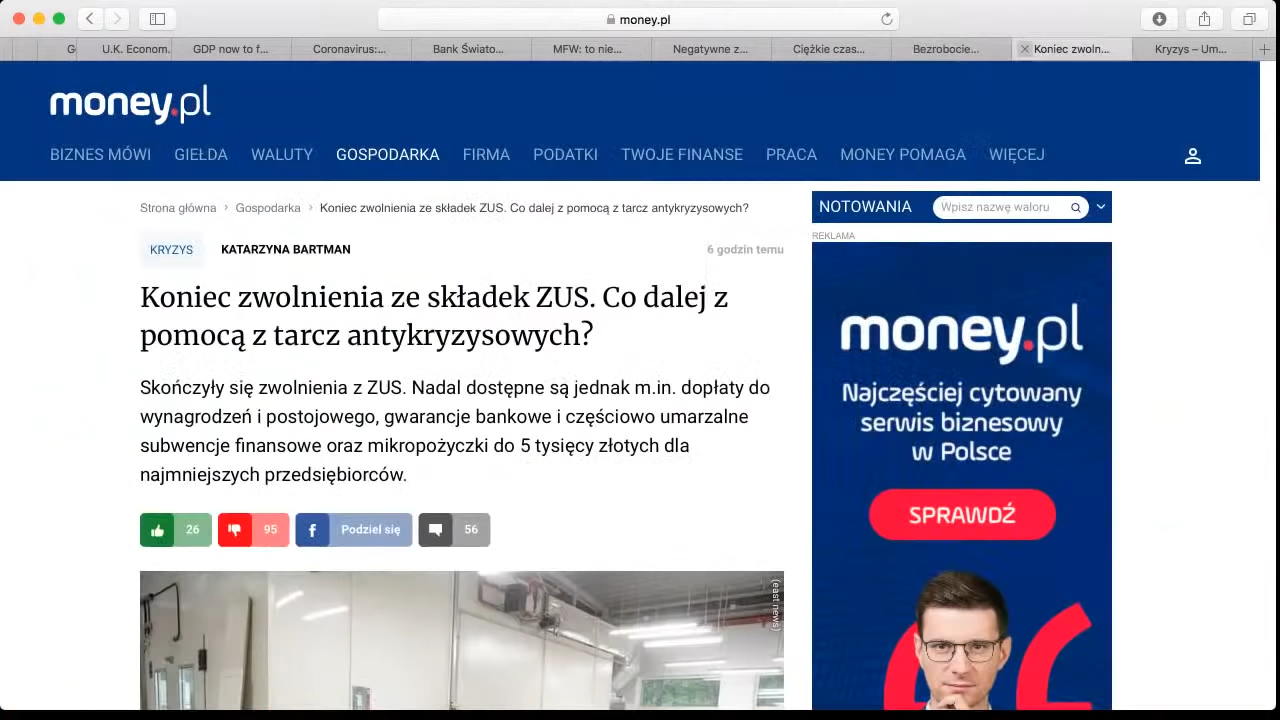 money.pl
G
U.K. Econom.
GDP now to f...
Coronavirus:...
Bank Świato...
MFW: to nie...
Negatywne z...
Ciężkie czas...
Bezrobocie...
Koniec zwoln...
Kryzys – Um...
money.pl
BIZNES MÓWI GIEŁDA WALUTY GOSPODARKA FIRMA PODATKI TWOJE FINANSE PRACA MONEY POMAGA WIĘCEJ
Strona główna › Gospodarka › Koniec zwolnienia ze składek ZUS. Co dalej z pomocą z tarcz antykryzysowych?
KRYZYS KATARZYNA BARTMAN 6 godzin temu
Koniec zwolnienia ze składek ZUS. Co dalej z
pomocą z tarcz antykryzysowych?
Skończyły się zwolnienia z ZUS. Nadal dostępne są jednak m.in. dopłaty do
wynagrodzeń i postojowego, gwarancje bankowe i częściowo umarzalne
subwencje finansowe oraz mikropożyczki do 5 tysięcy złotych dla
najmniejszych przedsiębiorców.
26 95 f Podziel się 56
(east news)
NOTOWANIA Wpisz nazwę waloru
REKLAMA
money.pl
Najczęściej cytowany
serwis biznesowy
w Polsce
SPRAWDŹ